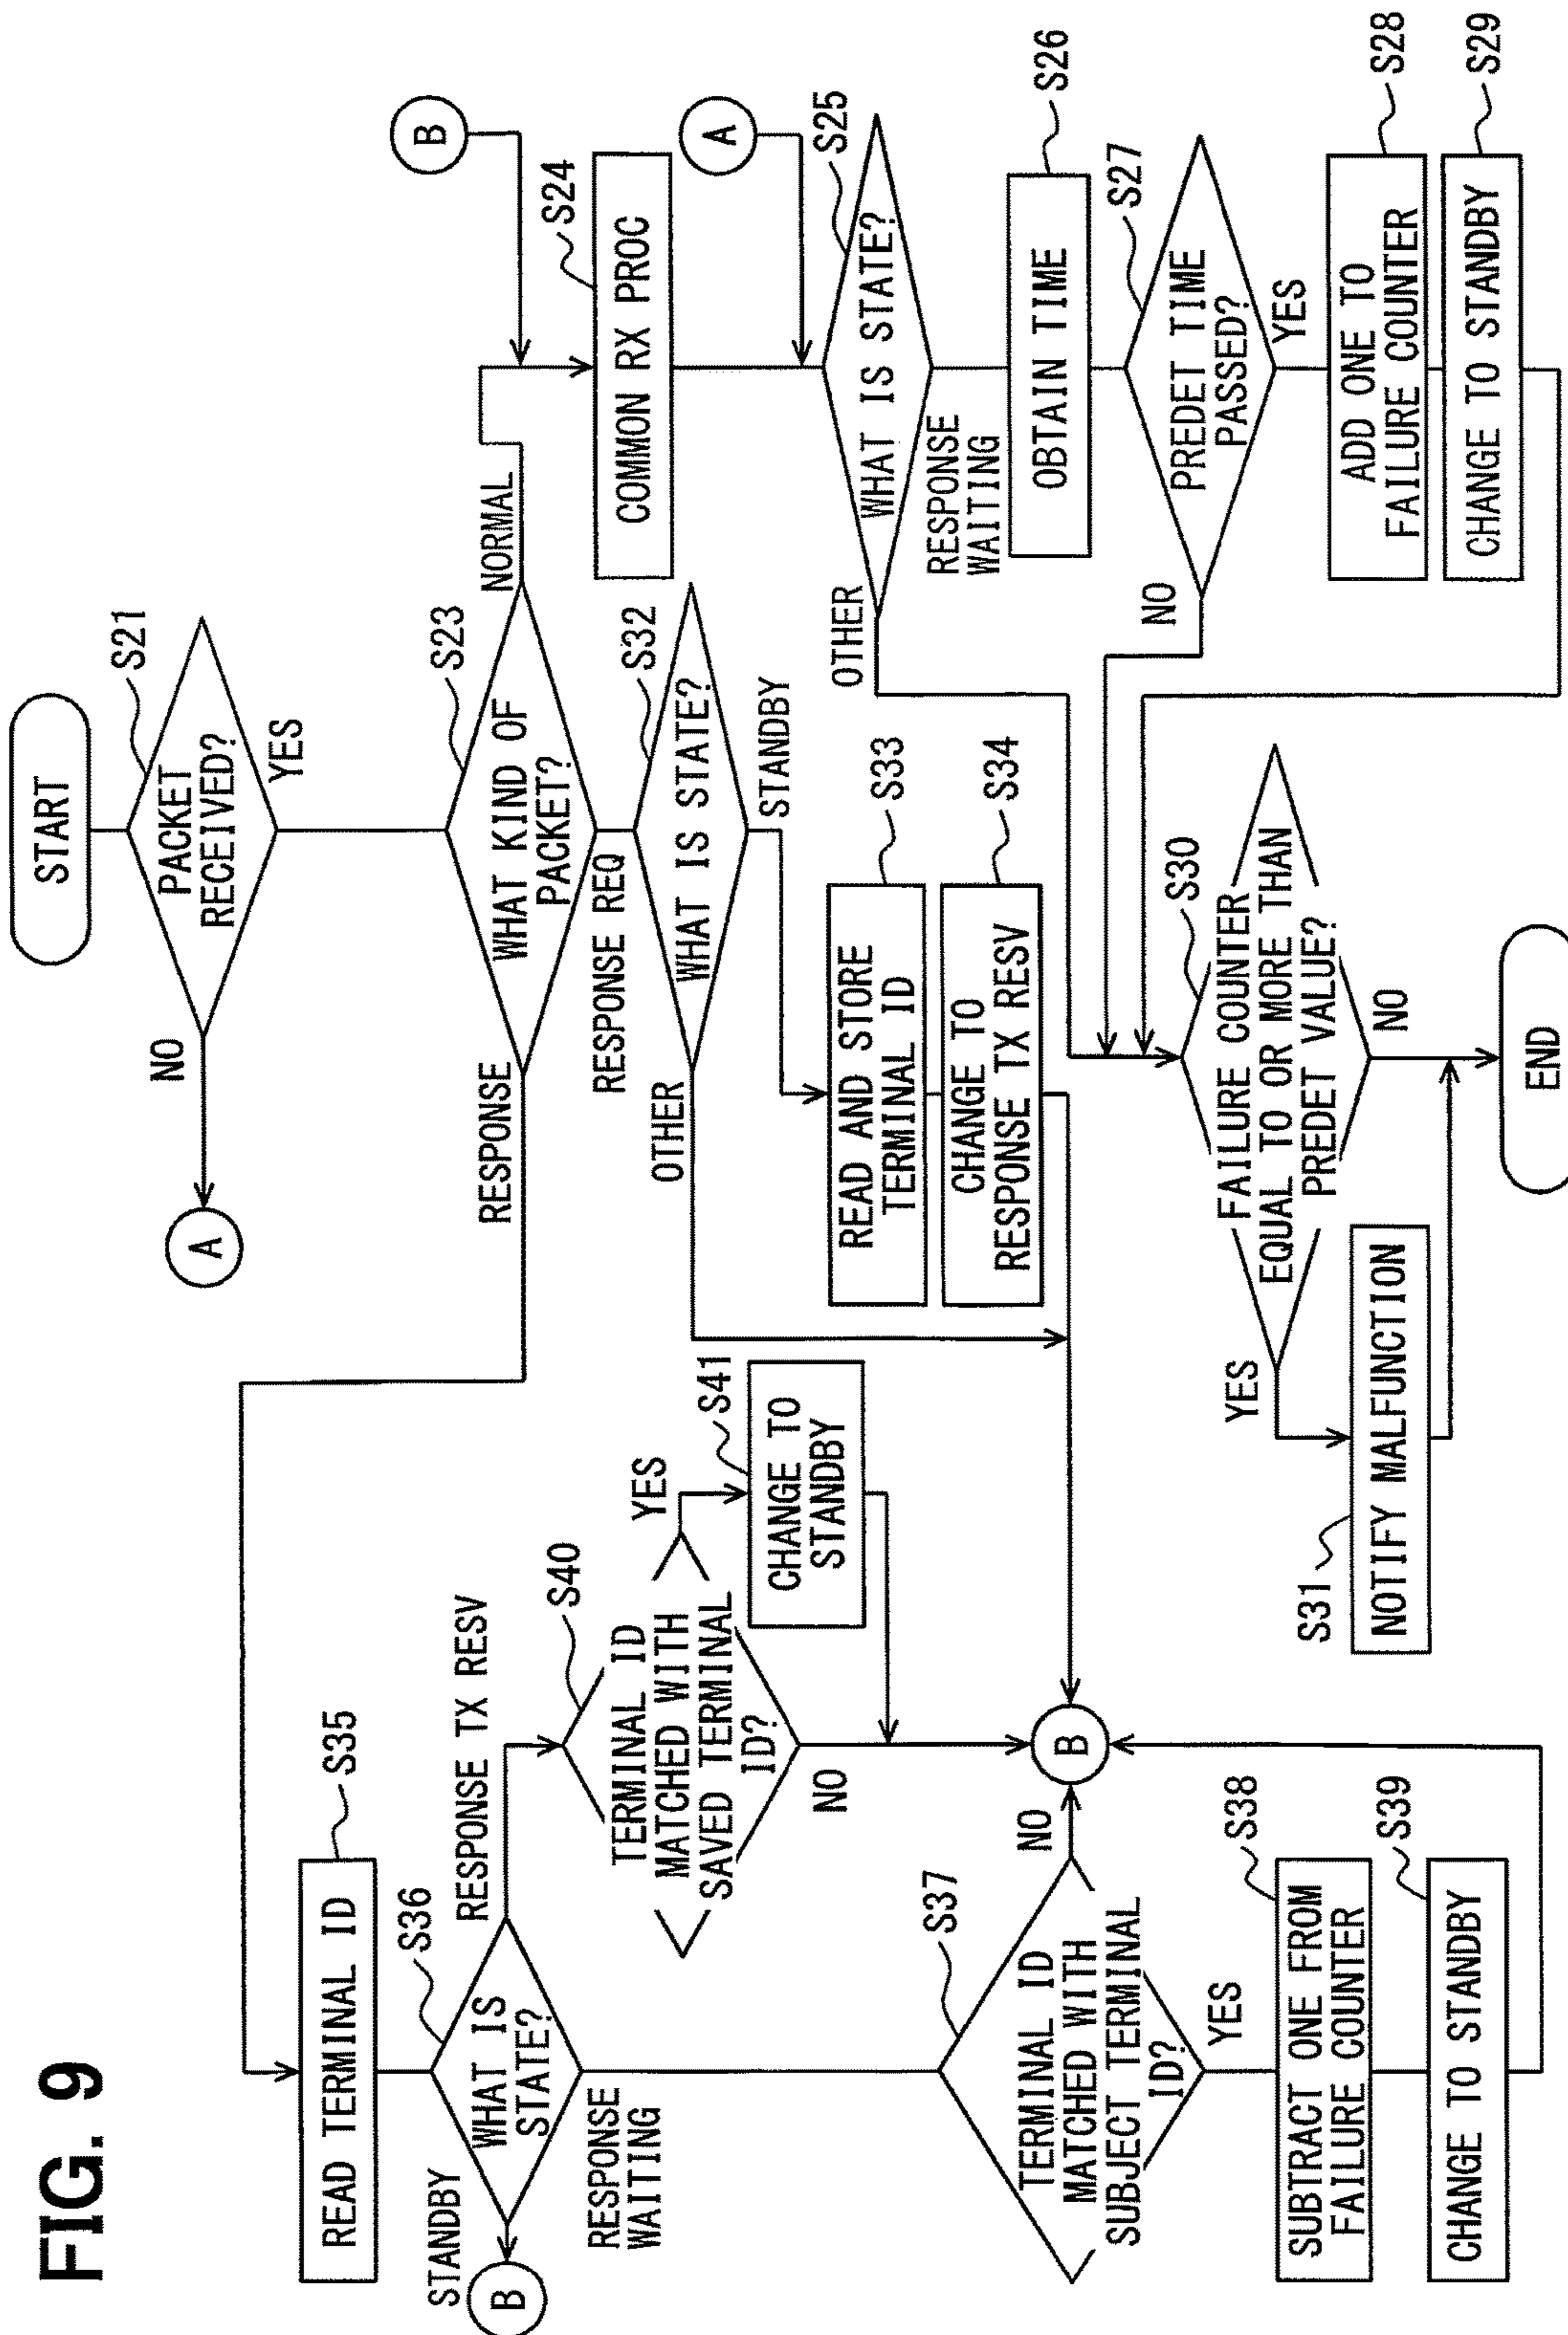 FIG. 9
START
PACKET
RECEIVED?
S21
NO
YES
A
WHAT KIND OF
PACKET?
S23
RESPONSE
NORMAL
RESPONSE REQ
B
COMMON RX PROC
S24
A
WHAT IS STATE?
S25
OTHER
RESPONSE
WAITING
OBTAIN TIME
S26
PREDET TIME
PASSED?
S27
NO
YES
ADD ONE TO
FAILURE COUNTER
S28
CHANGE TO STANDBY
S29
WHAT IS STATE?
S32
OTHER
STANDBY
READ AND STORE
TERMINAL ID
S33
CHANGE TO
RESPONSE TX RESV
S34
FAILURE COUNTER
EQUAL TO OR MORE THAN
PREDET VALUE?
S30
YES
NO
NOTIFY MALFUNCTION
S31
END
READ TERMINAL ID
S35
WHAT IS
STATE?
S36
STANDBY
B
RESPONSE TX RESV
RESPONSE
WAITING
TERMINAL ID
MATCHED WITH
SAVED TERMINAL
ID?
S40
YES
NO
CHANGE TO
STANDBY
S41
B
TERMINAL ID
MATCHED WITH
SUBJECT TERMINAL
ID?
S37
NO
YES
SUBTRACT ONE FROM
FAILURE COUNTER
S38
CHANGE TO STANDBY
S39